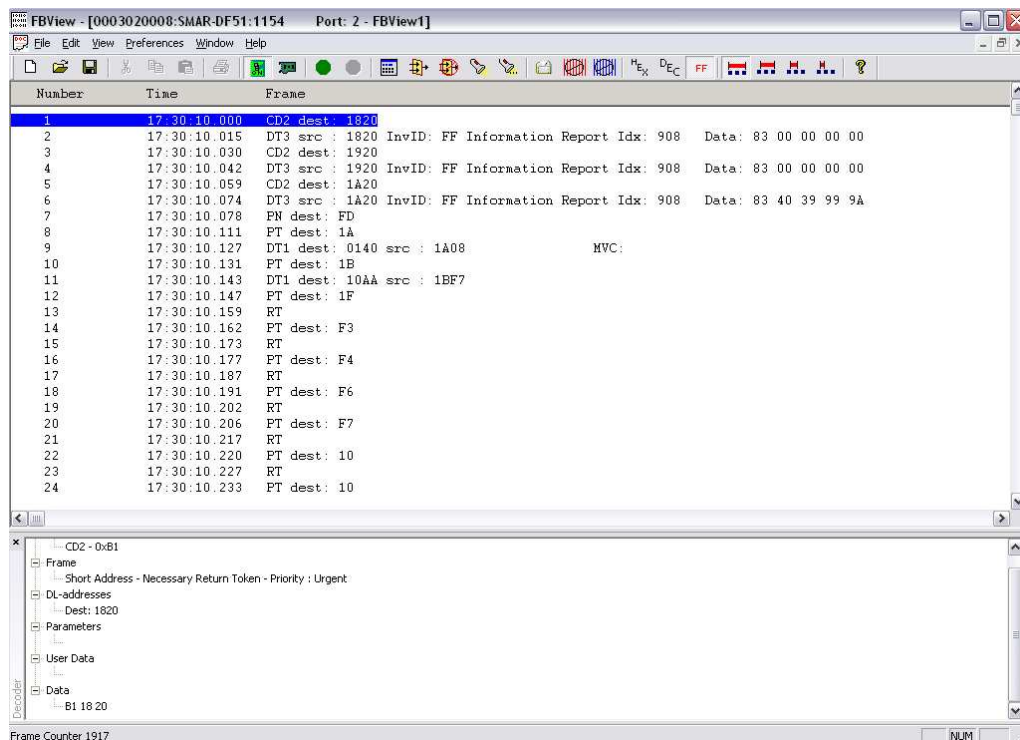 FBView - [0003020008:SMAR-DF51:1154 Port: 2 - FBView1]
File Edit View Preferences Window Help
HEX DEC FF
Number Time Frame
1 17:30:10.000 CD2 dest: 1820
2 17:30:10.015 DT3 src : 1820 InvID: FF Information Report Idx: 908 Data: 83 00 00 00 00
3 17:30:10.030 CD2 dest: 1920
4 17:30:10.042 DT3 src : 1920 InvID: FF Information Report Idx: 908 Data: 83 00 00 00 00
5 17:30:10.059 CD2 dest: 1A20
6 17:30:10.074 DT3 src : 1A20 InvID: FF Information Report Idx: 908 Data: 83 40 39 99 9A
7 17:30:10.078 PN dest: FD
8 17:30:10.111 PT dest: 1A
9 17:30:10.127 DT1 dest: 0140 src : 1A08 MVC:
10 17:30:10.131 PT dest: 1B
11 17:30:10.143 DT1 dest: 10AA src : 1BF7
12 17:30:10.147 PT dest: 1F
13 17:30:10.159 RT
14 17:30:10.162 PT dest: F3
15 17:30:10.173 RT
16 17:30:10.177 PT dest: F4
17 17:30:10.187 RT
18 17:30:10.191 PT dest: F6
19 17:30:10.202 RT
20 17:30:10.206 PT dest: F7
21 17:30:10.217 RT
22 17:30:10.220 PT dest: 10
23 17:30:10.227 RT
24 17:30:10.233 PT dest: 10
CD2 - 0xB1
Frame
Short Address - Necessary Return Token - Priority : Urgent
DL-addresses
Dest: 1820
Parameters
User Data
Data
B1 18 20
Decoder
Frame Counter 1917 NUM